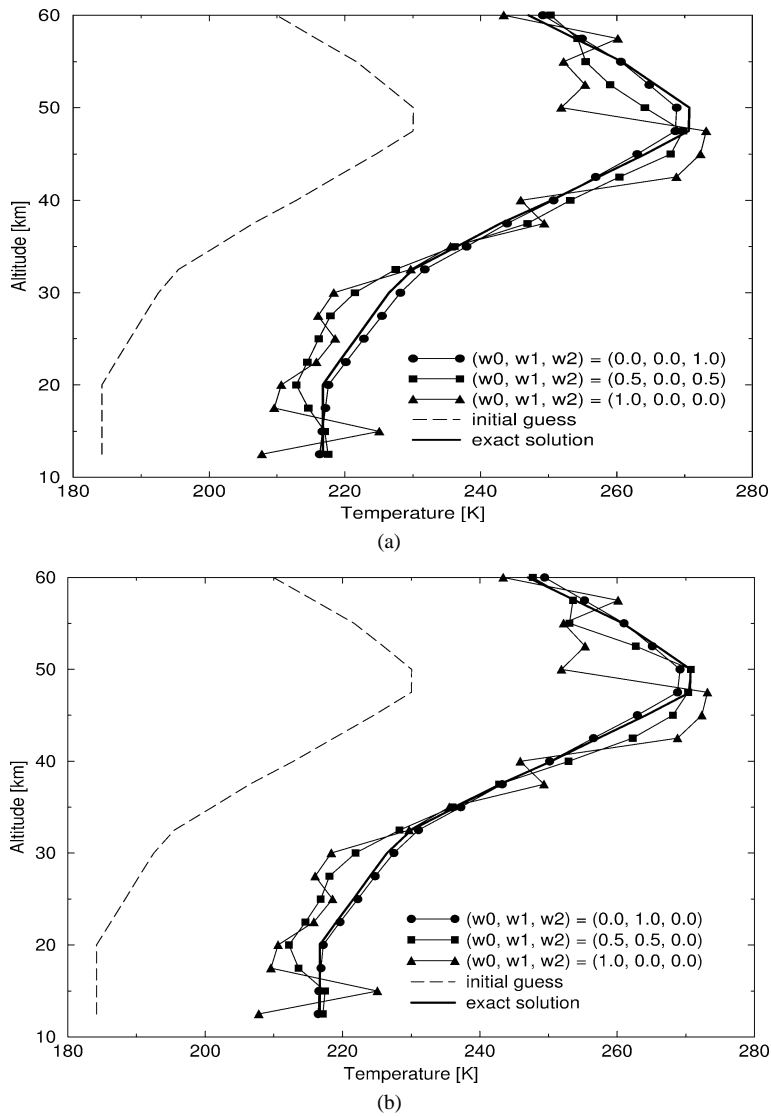 60
50
40
30
20
10
Altitude [km]
(w0, w1, w2) = (0.0, 0.0, 1.0)
(w0, w1, w2) = (0.5, 0.0, 0.5)
(w0, w1, w2) = (1.0, 0.0, 0.0)
initial guess
exact solution
180 200 220 240 260 280
Temperature [K]
(a)
60
50
40
30
20
10
Altitude [km]
(w0, w1, w2) = (0.0, 1.0, 0.0)
(w0, w1, w2) = (0.5, 0.5, 0.0)
(w0, w1, w2) = (1.0, 0.0, 0.0)
initial guess
exact solution
180 200 220 240 260 280
Temperature [K]
(b)